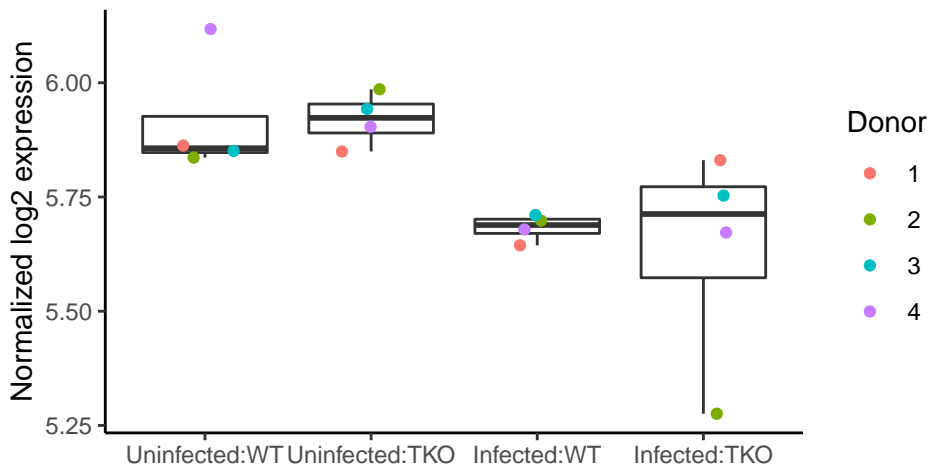 Normalized log2 expression
6.00
5.75
5.50
5.25
Uninfected:WT
Uninfected:TKO
Infected:WT
Infected:TKO
Donor
1
2
3
4